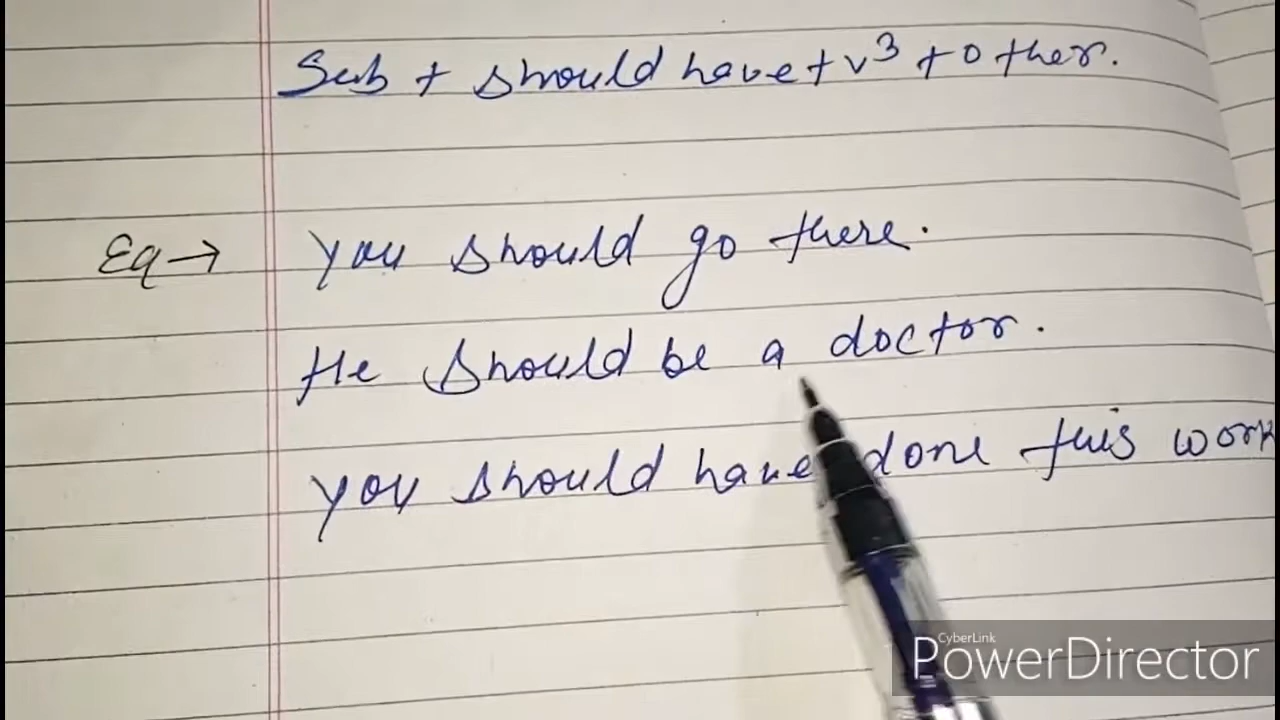 Sub + should have + v³ + other.
Eg → You should go there.
He should be a doctor.
You should have done this work
CyberLink
PowerDirector